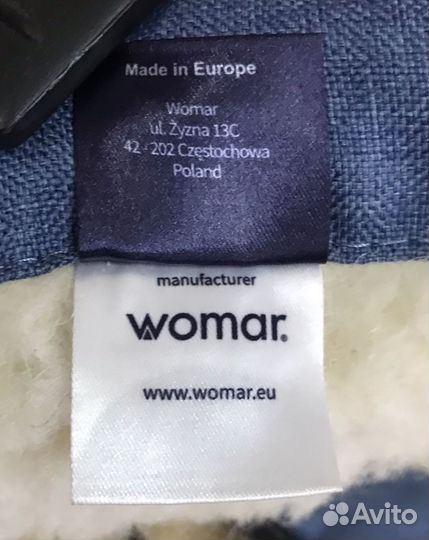 Made in Europe
Womar
ul. Żyzna 13C
42 - 202 Częstochowa
Poland
manufacturer
womar.
www.womar.eu
Avito